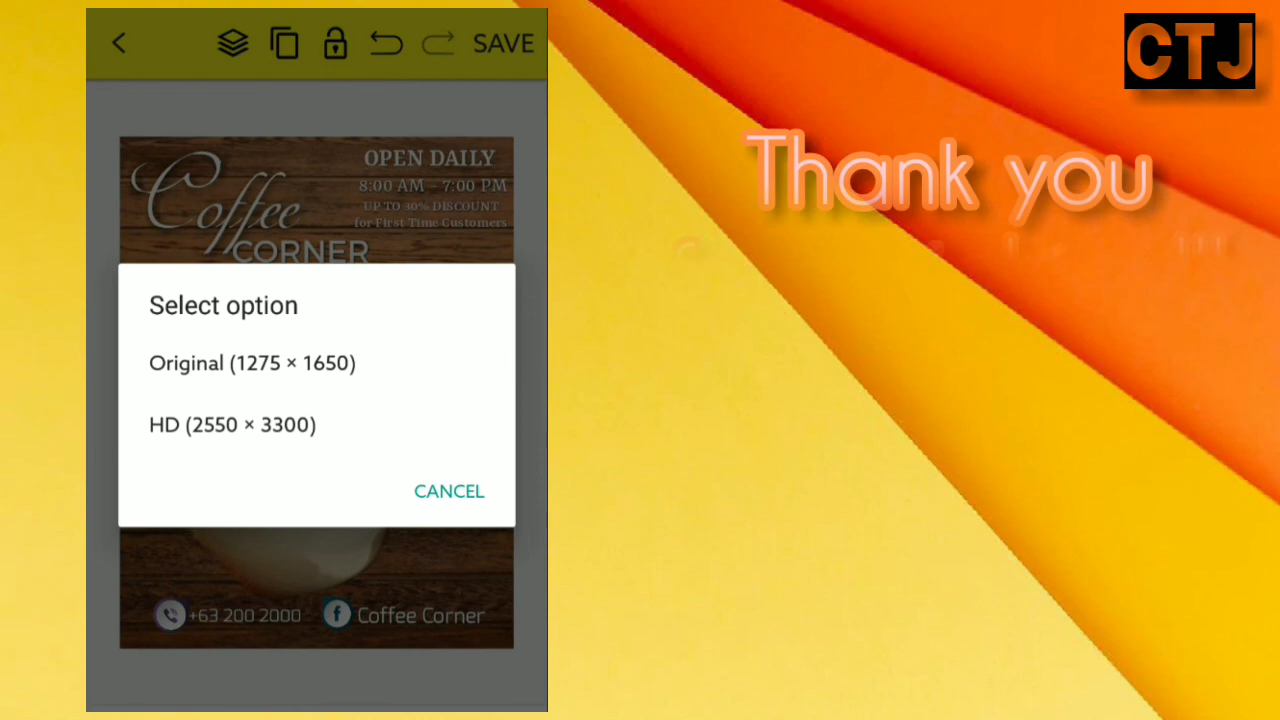 SAVE
Coffee
CORNER
OPEN DAILY
8:00 AM - 7:00 PM
UP TO 30% DISCOUNT
for First Time Customers
Select option
Original (1275 × 1650)
HD (2550 × 3300)
CANCEL
+63 200 2000
Coffee Corner
CTJ
Thank you